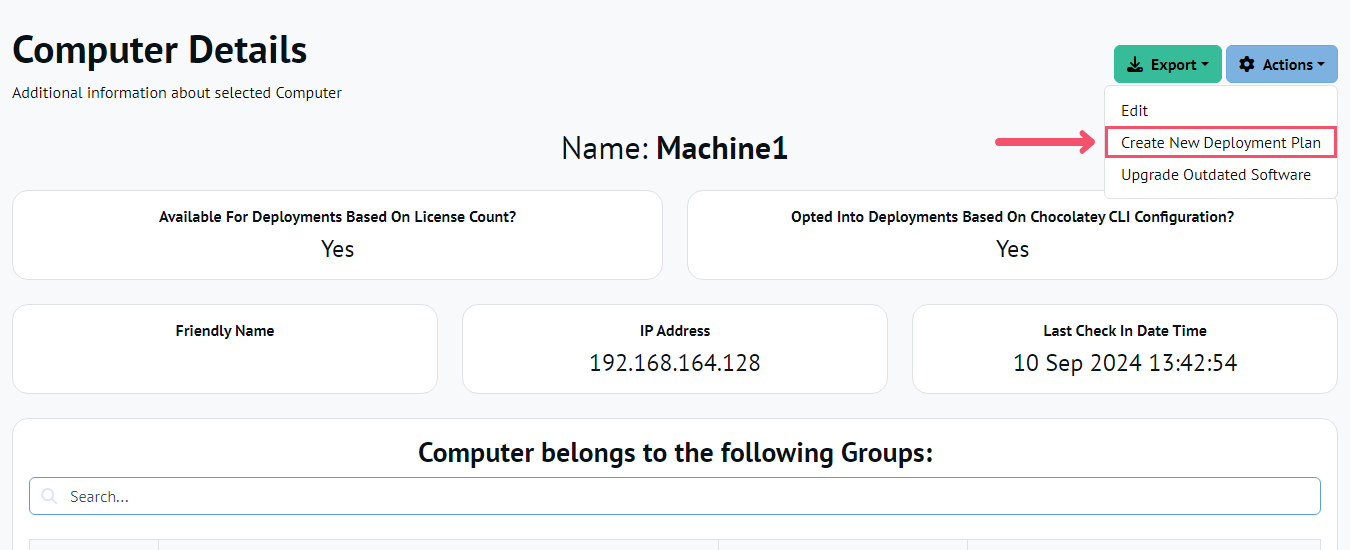 Computer Details
Additional information about selected Computer
Export
Actions
Edit
Create New Deployment Plan
Upgrade Outdated Software
Name: Machine1
Available For Deployments Based On License Count?
Yes
Opted Into Deployments Based On Chocolatey CLI Configuration?
Yes
Friendly Name
IP Address
192.168.164.128
Last Check In Date Time
10 Sep 2024 13:42:54
Computer belongs to the following Groups:
Search...